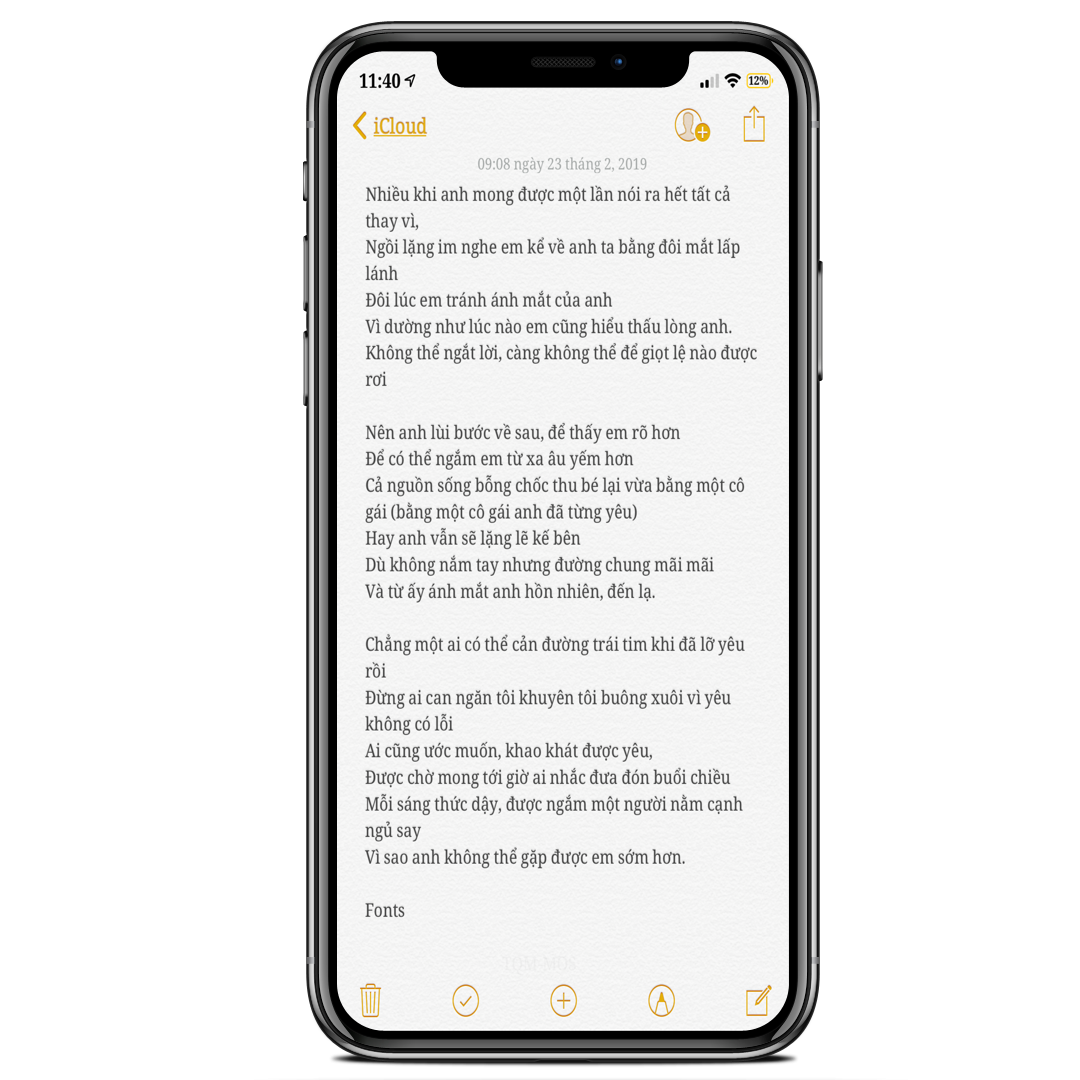 11:40
12%
iCloud
09:08 ngày 23 tháng 2, 2019
Nhiều khi anh mong được một lần nói ra hết tất cả
thay vì,
Ngồi lặng im nghe em kể về anh ta bằng đôi mắt lấp
lánh
Đôi lúc em tránh ánh mắt của anh
Vì dường như lúc nào em cũng hiểu thấu lòng anh.
Không thể ngắt lời, càng không thể để giọt lệ nào được
rơi
Nên anh lùi bước về sau, để thấy em rõ hơn
Để có thể ngắm em từ xa âu yếm hơn
Cả nguồn sống bỗng chốc thu bé lại vừa bằng một cô
gái (bằng một cô gái anh đã từng yêu)
Hay anh vẫn sẽ lặng lẽ kế bên
Dù không nắm tay nhưng đường chung mãi mãi
Và từ ấy ánh mắt anh hồn nhiên, đến lạ.
Chẳng một ai có thể cản đường trái tim khi đã lỡ yêu
rồi
Đừng ai can ngăn tôi khuyên tôi buông xuôi vì yêu
không có lỗi
Ai cũng ước muốn, khao khát được yêu,
Được chờ mong tới giờ ai nhắc đưa đón buổi chiều
Mỗi sáng thức dậy, được ngắm một người nằm cạnh
ngủ say
Vì sao anh không thể gặp được em sớm hơn.
Fonts
TOM MOS